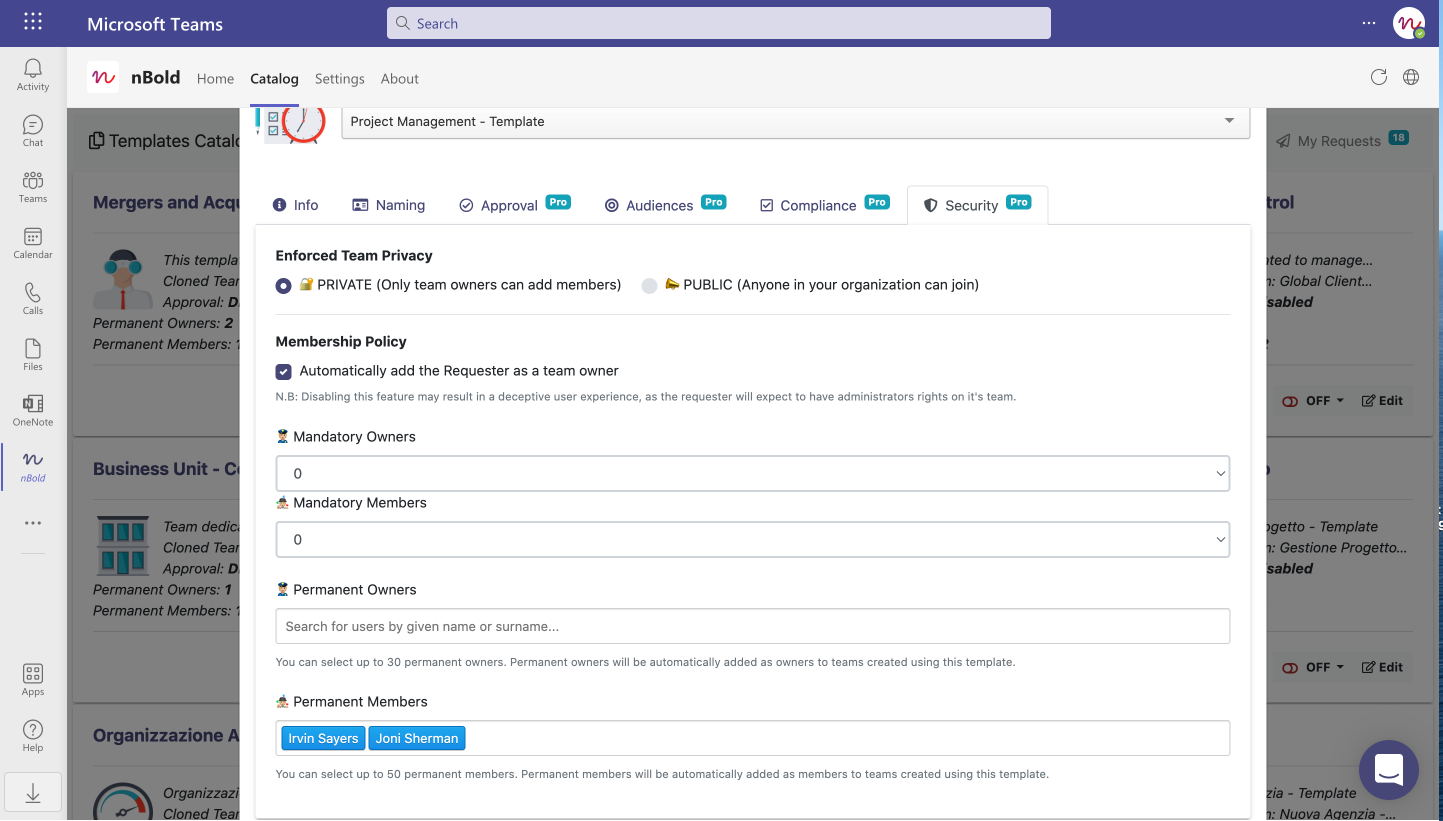 Microsoft Teams
Search
nBold
Home
Catalog
Settings
About
Activity
Chat
Teams
Calendar
Calls
Files
OneNote
nBold
Apps
Help
Templates Catalo
My Requests 18
Mergers and Acqu
This templa
Cloned Team
Approval: D
Permanent Owners: 2
Permanent Members:
Business Unit - Co
Team dedica
Cloned Team
Approval: D
Permanent Owners: 1
Permanent Members:
Organizzazione A
Organizzazi
Cloned Team
Project Management - Template
Info
Naming
Approval Pro
Audiences Pro
Compliance Pro
Security Pro
Enforced Team Privacy
PRIVATE (Only team owners can add members)
PUBLIC (Anyone in your organization can join)
Membership Policy
Automatically add the Requester as a team owner
N.B: Disabling this feature may result in a deceptive user experience, as the requester will expect to have administrators rights on it's team.
Mandatory Owners
0
Mandatory Members
0
Permanent Owners
Search for users by given name or surname...
You can select up to 30 permanent owners. Permanent owners will be automatically added as owners to teams created using this template.
Permanent Members
Irvin Sayers
Joni Sherman
You can select up to 50 permanent members. Permanent members will be automatically added as members to teams created using this template.
trol
ted to manage...
n: Global Client...
sabled
OFF
Edit
ogetto - Template
n: Gestione Progetto...
isabled
OFF
Edit
zia - Template
n: Nuova Agenzia -...